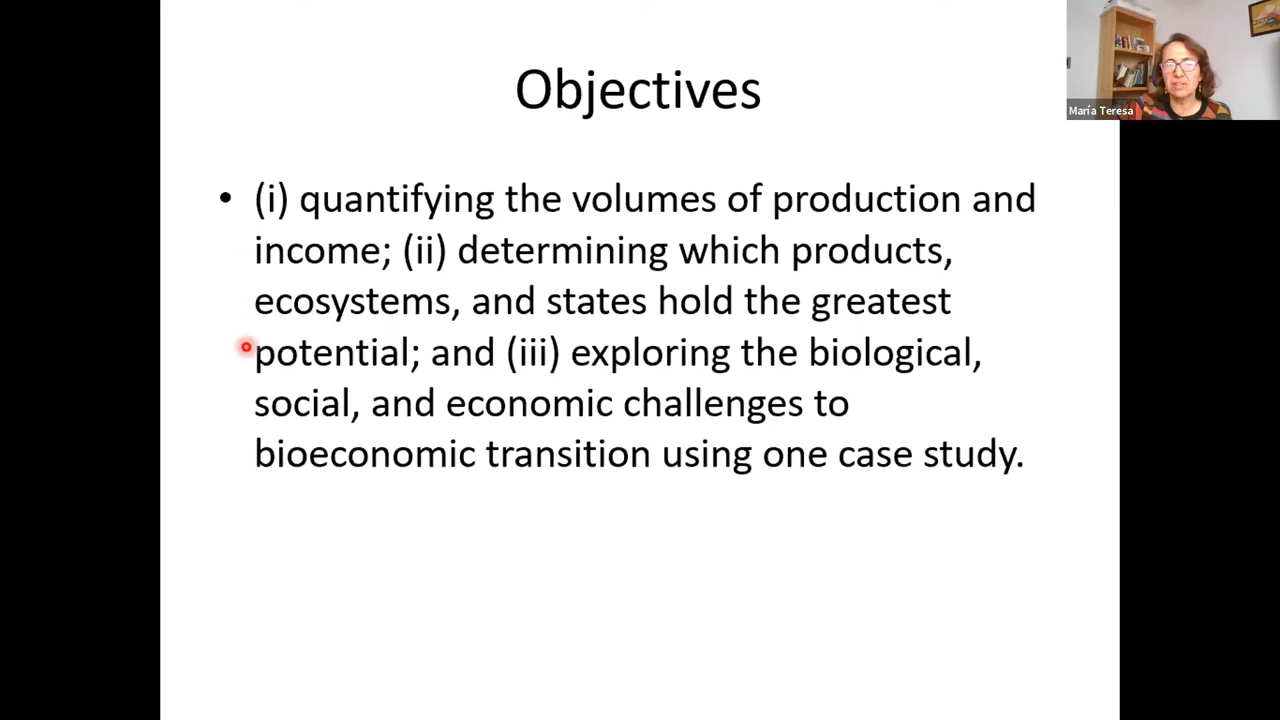 Objectives
María Teresa
• (i) quantifying the volumes of production and
income; (ii) determining which products,
ecosystems, and states hold the greatest
potential; and (iii) exploring the biological,
social, and economic challenges to
bioeconomic transition using one case study.